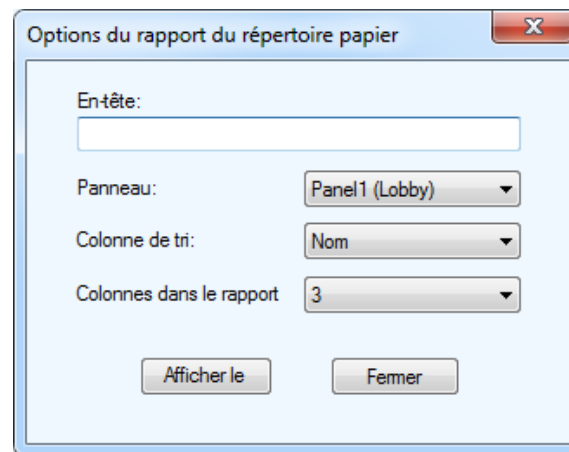 Options du rapport du répertoire papier
En-tête:
Panneau:
Panel1 (Lobby)
Colonne de tri:
Nom
Colonnes dans le rapport
3
Afficher le
Fermer